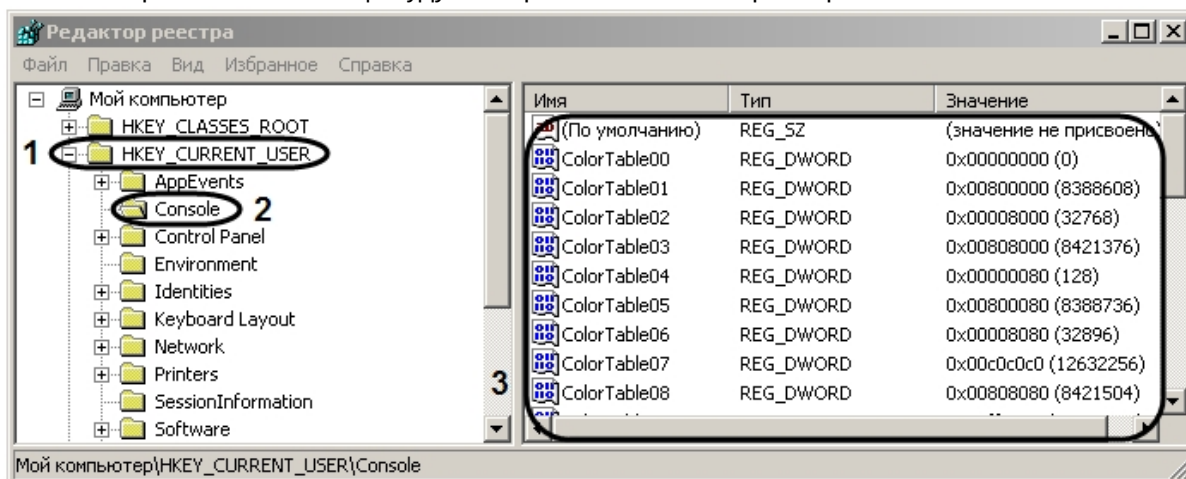 Редактор реестра
Файл Правка Вид Избранное Справка
Мой компьютер
HKEY_CLASSES_ROOT
1 HKEY_CURRENT_USER
AppEvents
Console 2
Control Panel
Environment
Identities
Keyboard Layout
Network
Printers
SessionInformation
Software
3
Имя Тип Значение
(По умолчанию) REG_SZ (значение не присвоено)
ColorTable00 REG_DWORD 0x00000000 (0)
ColorTable01 REG_DWORD 0x00800000 (8388608)
ColorTable02 REG_DWORD 0x00008000 (32768)
ColorTable03 REG_DWORD 0x00808000 (8421376)
ColorTable04 REG_DWORD 0x00000080 (128)
ColorTable05 REG_DWORD 0x00800080 (8388736)
ColorTable06 REG_DWORD 0x00008080 (32896)
ColorTable07 REG_DWORD 0x00c0c0c0 (12632256)
ColorTable08 REG_DWORD 0x00808080 (8421504)
Мой компьютер\HKEY_CURRENT_USER\Console